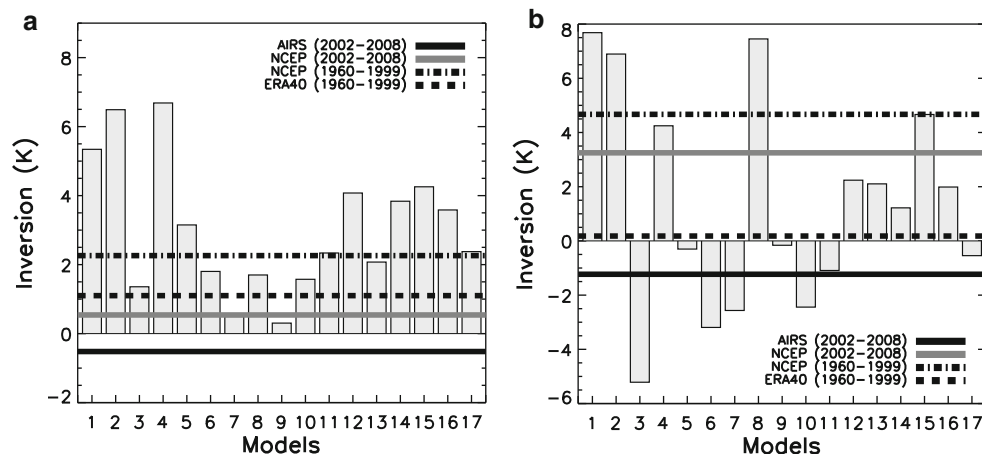 a
8
6
4
2
0
−2
Inversion (K)
AIRS (2002−2008)
NCEP (2002−2008)
NCEP (1960−1999)
ERA40 (1960−1999)
1 2 3 4 5 6 7 8 9 10 11 12 13 14 15 16 17
Models
b
8
6
4
2
0
−2
−4
−6
Inversion (K)
AIRS (2002−2008)
NCEP (2002−2008)
NCEP (1960−1999)
ERA40 (1960−1999)
1 2 3 4 5 6 7 8 9 10 11 12 13 14 15 16 17
Models